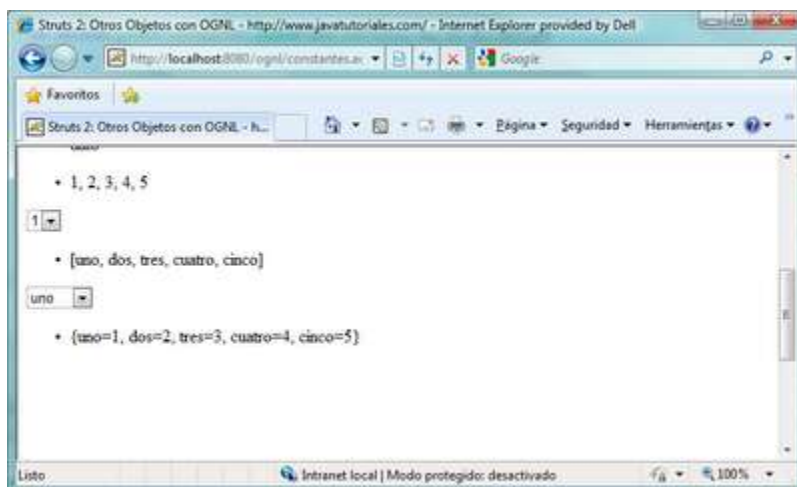 Struts 2: Otros Objetos con OGNL - http://www.javatutoriales.com/ - Internet Explorer provided by Dell
http://localhost:8080/ognl/constantes.ac Google
Favoritos
Struts 2: Otros Objetos con OGNL - h... Página Seguridad Herramientas
• 1, 2, 3, 4, 5
1
• [uno, dos, tres, cuatro, cinco]
uno
• {uno=1, dos=2, tres=3, cuatro=4, cinco=5}
Listo Intranet local | Modo protegido: desactivado 100%